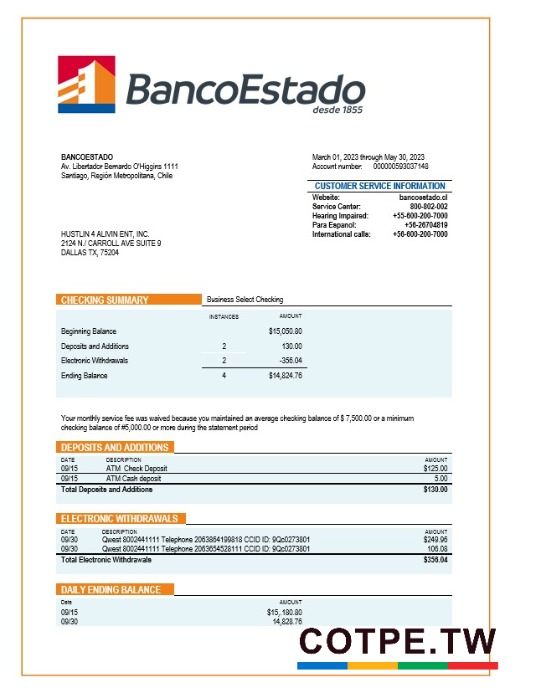 BancoEstado
desde 1855
BANCOESTADO
Av. Libertador Bernardo O'Higgins 1111
Santiago, Región Metropolitana, Chile
March 01, 2023 through May 30, 2023
Account number: 000000593037148
CUSTOMER SERVICE INFORMATION
Website: bancoestado.cl
Service Center: 800-802-002
Hearing Impaired: +55-600-200-7000
Para Espanol: +56-26704819
International calle: +56-600-200-7000
HUSTLIN 4 ALIVIN ENT, INC.
2124 N./ CARROLL AVE SUITE 9
DALLAS TX, 75204
CHECKING SUMMARY Business Select Checking
INSTANCES AMOUNT
Beginning Balance $15,050.80
Deposits and Additions 2 130.00
Electronic Withdrawals 2 -356.04
Ending Balance 4 $14,824.76
Your monthly service fee was waived because you maintained an average checking balance of $ 7,500.00 or a minimum
checking balance of #5,000.00 or more during the statement period
DEPOSITS AND ADDITIONS
DATE DESCRIPTION AMOUNT
09/15 ATM Check Deposit $125.00
09/15 ATM Cash deposit 5.00
Total Deposits and Additions $130.00
ELECTRONIC WITHDRAWALS
DATE DESCRIPTION AMOUNT
09/30 Qwest 8002441111 Telephone 2063864199818 CCID ID: 9Qc0273801 $249.96
09/30 Qwest 8002441111 Telephone 2063654528111 CCID ID: 9Qc0273801 106.08
Total Electronic Withdrawals $356.04
DAILY ENDING BALANCE
Date AMOUNT
09/15 $15,.180.80
09/30 14,828.76
COTPE.TW